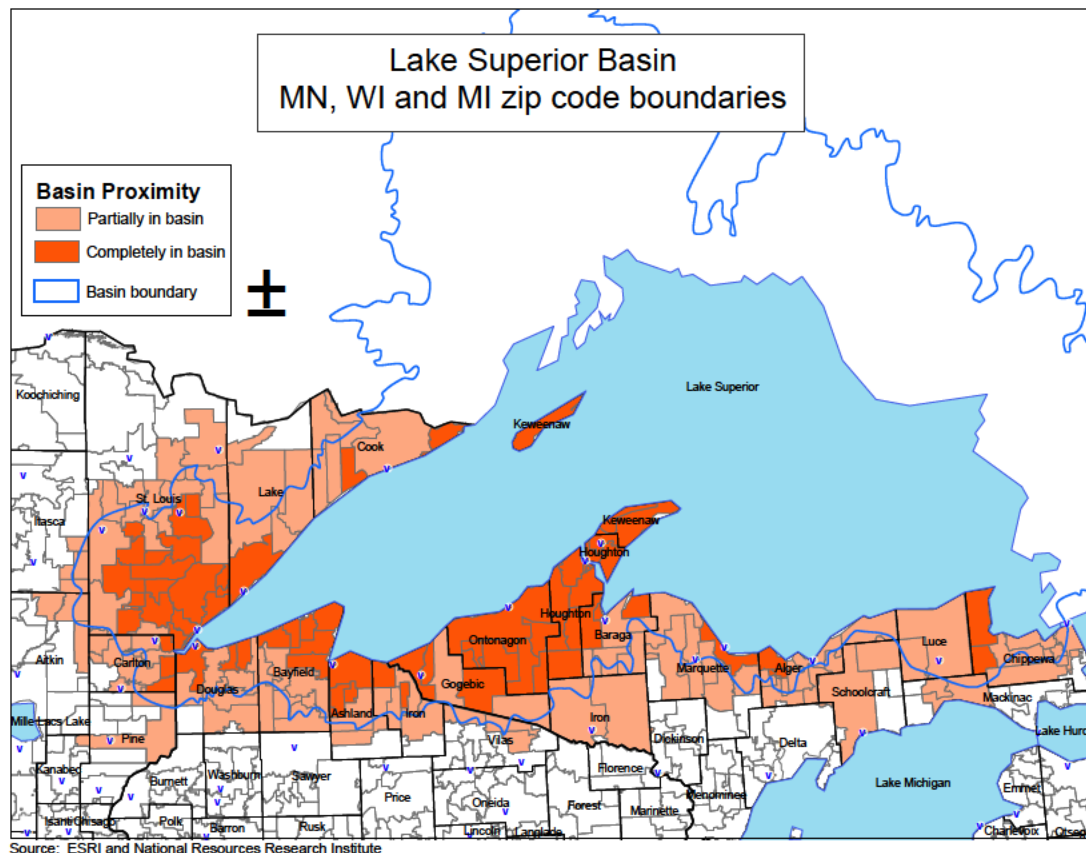 Lake Superior Basin
MN, WI and MI zip code boundaries
Basin Proximity
Partially in basin
Completely in basin
Basin boundary
±
Koochiching
Lake Superior
Keweenaw
Cook
St. Louis
Lake
Itasca
Keweenaw
Houghton
Houghton
Ontonagon
Baraga
Aitkin
Carlton
Bayfield
Douglas
Gogebic
Marquette
Alger
Luce
Chippewa
Schoolcraft
Mackinac
Ashland
Iron
Iron
Mille Lacs Lake
Pine
Vilas
Dickinson
Delta
Lake Huro
Kanabec
Burnett
Washburn
Sawyer
Price
Oneida
Florence
Forest
Menominee
Marinette
Lake Michigan
Emmet
Isanti
Chisago
Polk
Barron
Rusk
Lincoln
Langlade
Charlevoix
Otseg
Source: ESRI and National Resources Research Institute